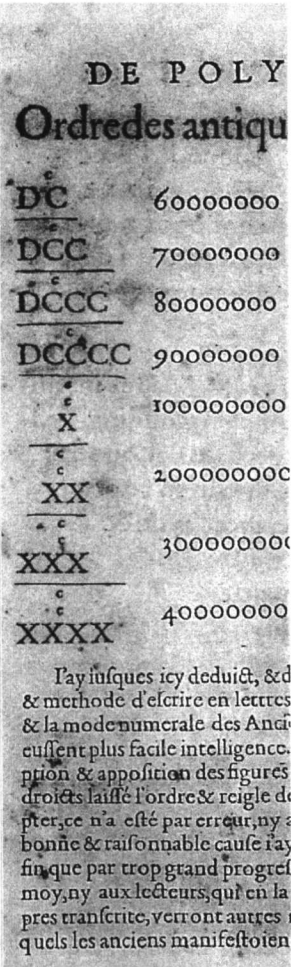 DE POLY
Ordredes antiqu
c
DC 60000000
c
DCC 70000000
c
DCCC 80000000
c
DCCCC 90000000
c
c
X 100000000
c
c
XX 20000000
c
c
XXX 30000000
c
c
XXXX 40000000
I'ay iuſques icy deduict, &d
& methode d'eſcrire en lettres
& la mode numerale des Anci
euſſent plus facile intelligence.
ption & appoſition des figures
droicts laiſſé l'ordre & reigle de
pter, ce n'a eſté par erreur, ny a
bonne & raiſonnable cauſe i'ay
fin que par trop grand progreſ
moy, ny aux lecteurs, qui en la
pres tranſcrite, verront autres
quels les anciens manifeſtoien